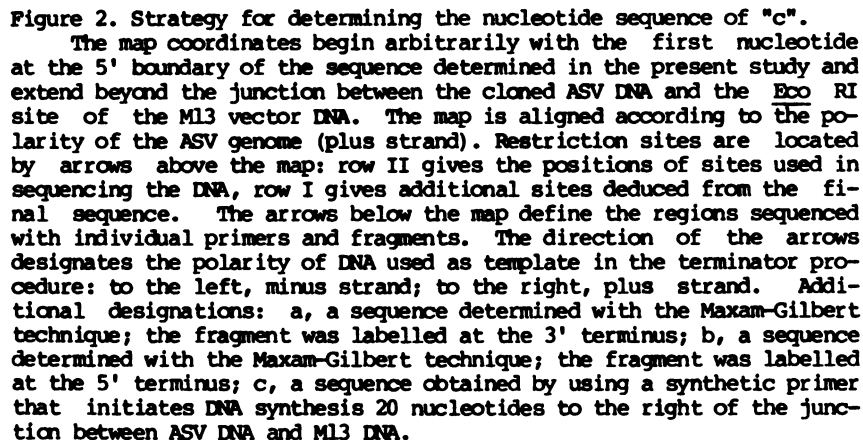 Figure 2. Strategy for determining the nucleotide sequence of "c".
The map coordinates begin arbitrarily with the first nucleotide
at the 5' boundary of the sequence determined in the present study and
extend beyond the junction between the cloned ASV DNA and the Eco RI
site of the M13 vector DNA. The map is aligned according to the po-
larity of the ASV genome (plus strand). Restriction sites are located
by arrows above the map: row II gives the positions of sites used in
sequencing the DNA, row I gives additional sites deduced from the fi-
nal sequence. The arrows below the map define the regions sequenced
with individual primers and fragments. The direction of the arrows
designates the polarity of DNA used as template in the terminator pro-
cedure: to the left, minus strand; to the right, plus strand. Addi-
tional designations: a, a sequence determined with the Maxam-Gilbert
technique; the fragment was labelled at the 3' terminus; b, a sequence
determined with the Maxam-Gilbert technique; the fragment was labelled
at the 5' terminus; c, a sequence obtained by using a synthetic primer
that initiates DNA synthesis 20 nucleotides to the right of the junc-
tion between ASV DNA and M13 DNA.